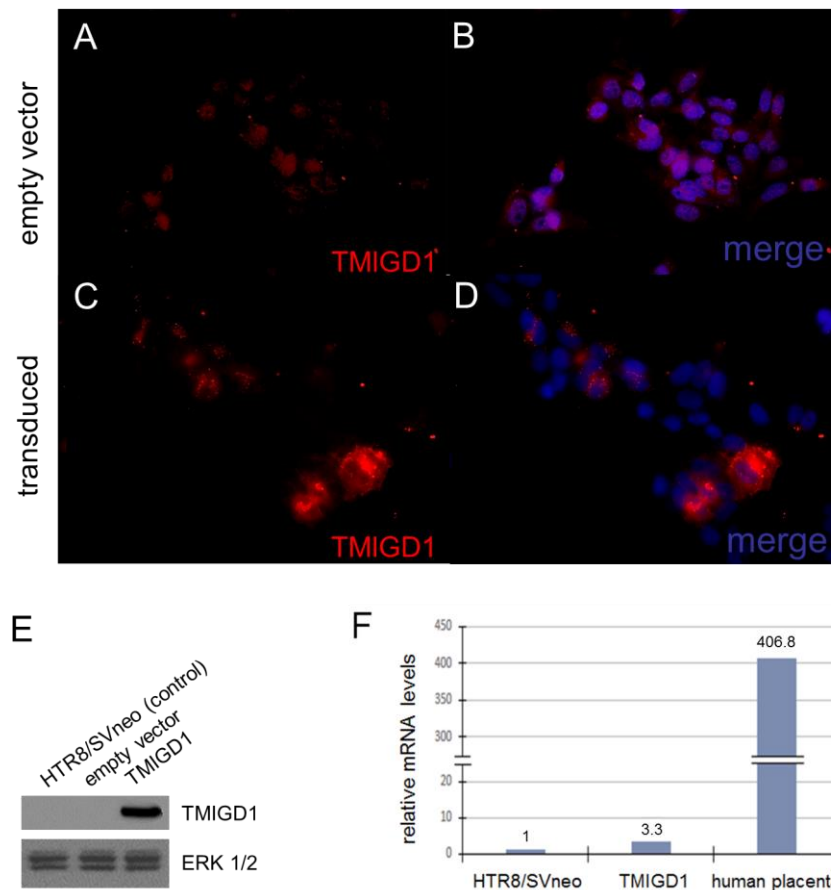 A
B
empty vector
TMIGD1
merge
C
D
transduced
TMIGD1
merge
E
HTR8/SVneo (control)
empty vector
TMIGD1
TMIGD1
ERK 1/2
F
relative mRNA levels
450
400
350
300
20
10
0
1
3.3
406.8
HTR8/SVneo
TMIGD1
human placent